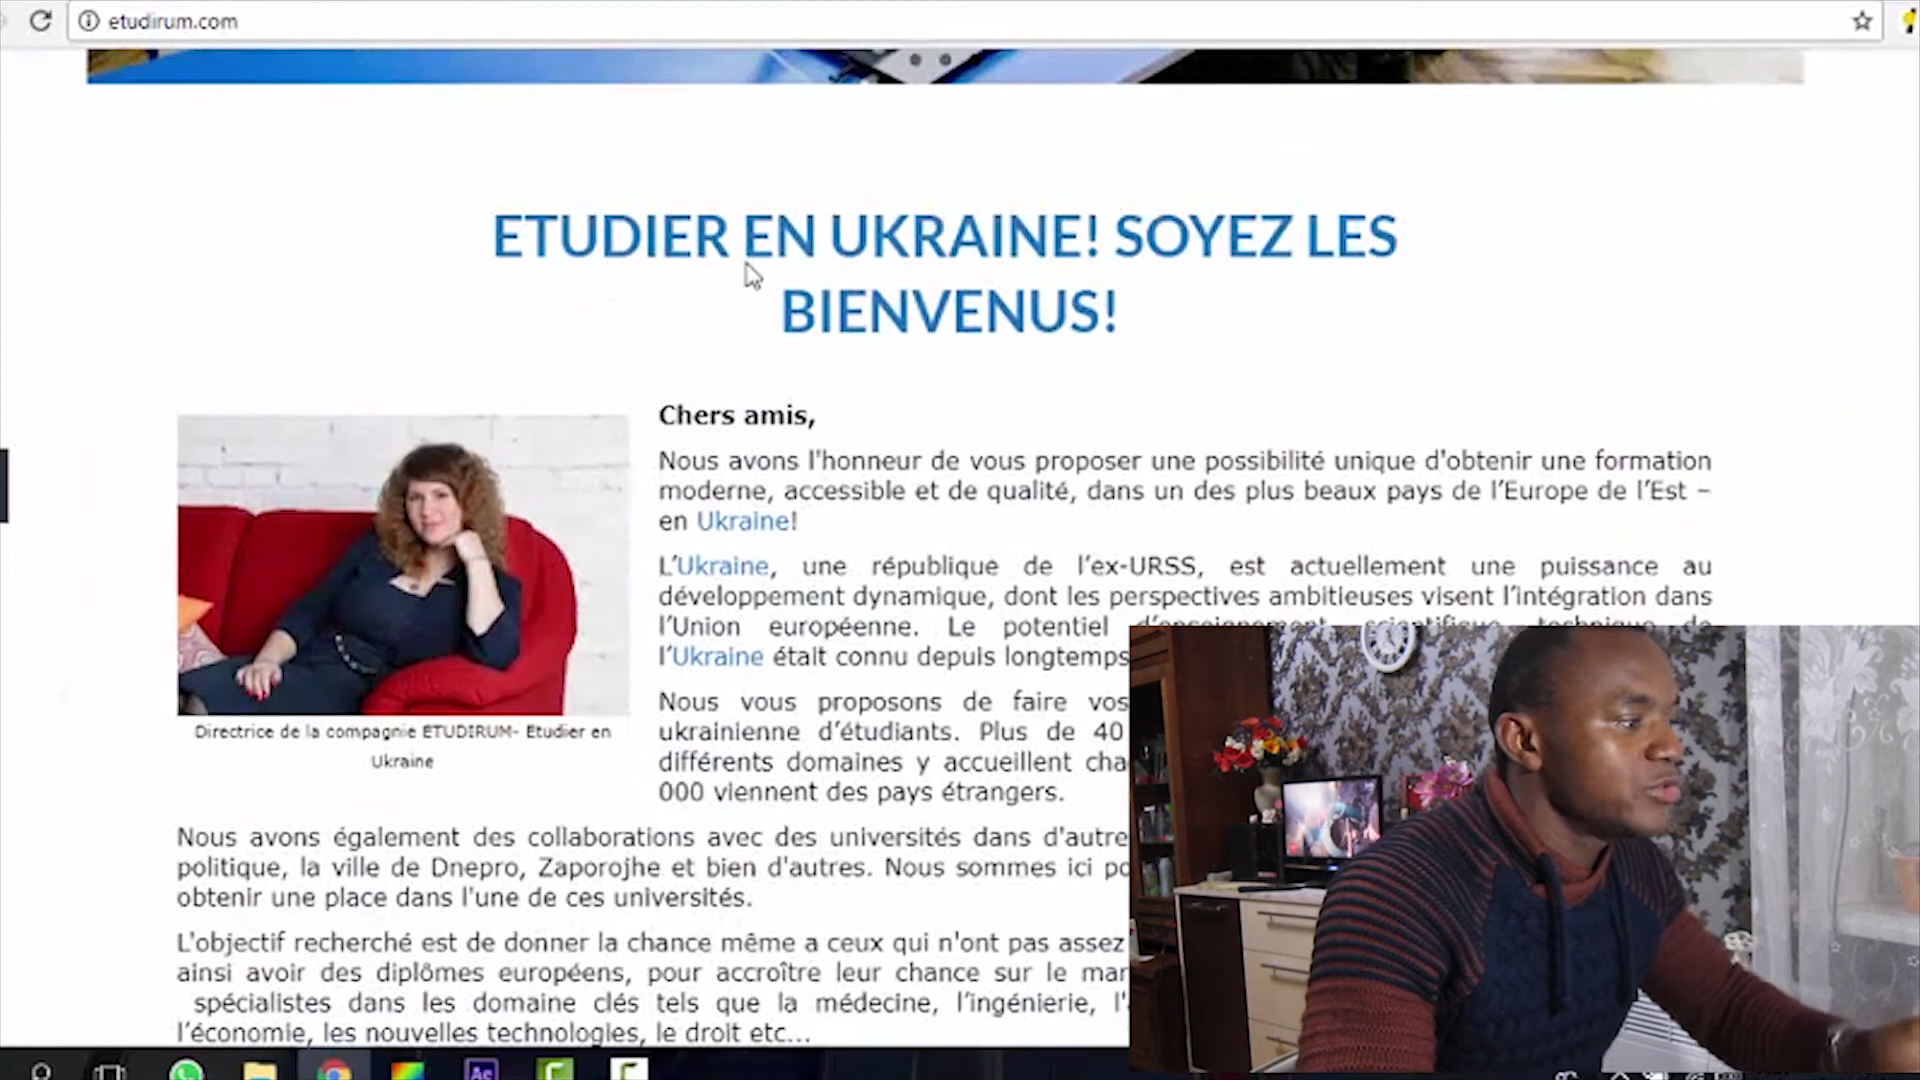 etudirum.com
ETUDIER EN UKRAINE! SOYEZ LES
BIENVENUS!
Chers amis,
Nous avons l'honneur de vous proposer une possibilité unique d'obtenir une formation
moderne, accessible et de qualité, dans un des plus beaux pays de l’Europe de l’Est –
en Ukraine!
L’Ukraine, une république de l’ex-URSS, est actuellement une puissance au
développement dynamique, dont les perspectives ambitieuses visent l’intégration dans
l’Union européenne. Le potentiel d’enseignement scientifique technique de
l’Ukraine était connu depuis longtemps
Directrice de la compagnie ETUDIRUM- Etudier en
Ukraine
Nous vous proposons de faire vos
ukrainienne d’étudiants. Plus de 40
différents domaines y accueillent cha
000 viennent des pays étrangers.
Nous avons également des collaborations avec des universités dans d'autre
politique, la ville de Dnepro, Zaporojhe et bien d'autres. Nous sommes ici po
obtenir une place dans l'une de ces universités.
L'objectif recherché est de donner la chance même a ceux qui n'ont pas assez
ainsi avoir des diplômes européens, pour accroître leur chance sur le mar
spécialistes dans les domaine clés tels que la médecine, l’ingénierie, l'
l’économie, les nouvelles technologies, le droit etc...
As